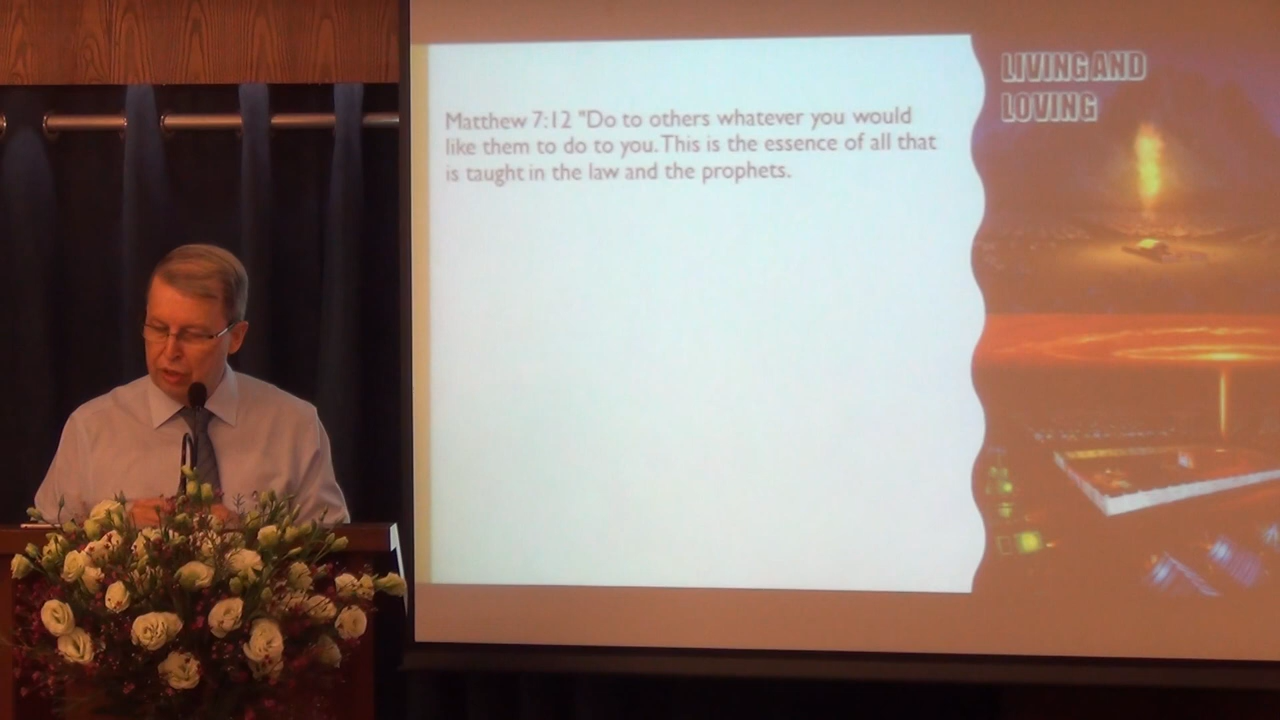 Matthew 7:12 "Do to others whatever you would
like them to do to you. This is the essence of all that
is taught in the law and the prophets.
LIVING AND
LOVING